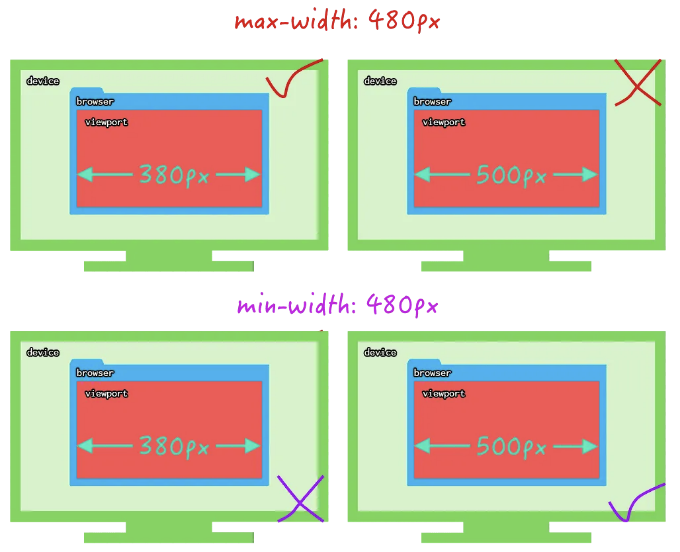 max-width: 480px
device
browser
viewport
380px
device
browser
viewport
500px
min-width: 480px
device
browser
viewport
380px
device
browser
viewport
500px